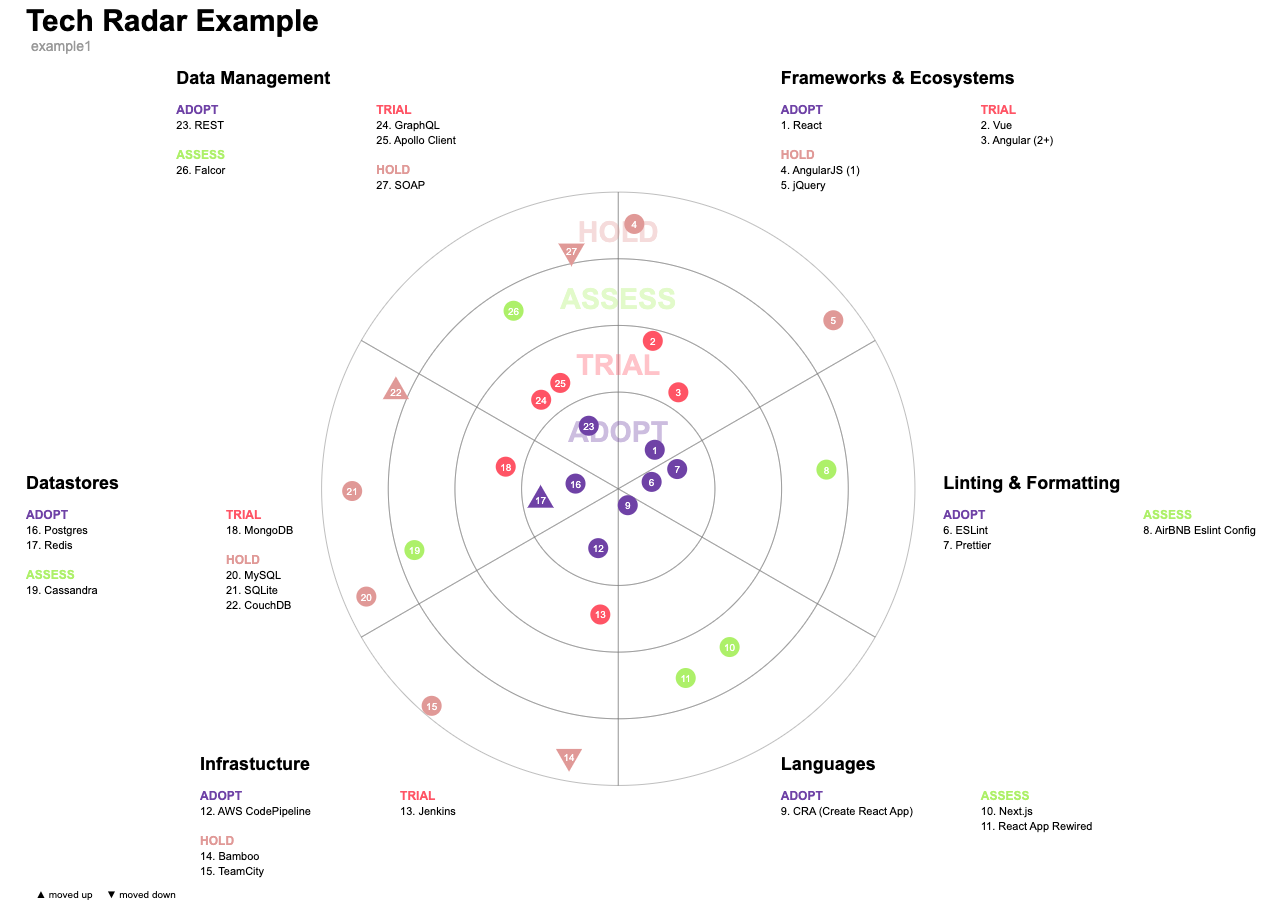 Tech Radar Example
example1
Data Management
ADOPT
23. REST
ASSESS
26. Falcor
TRIAL
24. GraphQL
25. Apollo Client
HOLD
27. SOAP
Frameworks & Ecosystems
ADOPT
1. React
HOLD
4. AngularJS (1)
5. jQuery
TRIAL
2. Vue
3. Angular (2+)
HOLD
4
27
ASSESS
26
5
TRIAL
2
25
24
3
22
ADOPT
23
1
18
7
8
16
6
21
17
9
19
12
20
13
10
11
15
14
Datastores
ADOPT
16. Postgres
17. Redis
ASSESS
19. Cassandra
TRIAL
18. MongoDB
HOLD
20. MySQL
21. SQLite
22. CouchDB
Linting & Formatting
ADOPT
6. ESLint
7. Prettier
ASSESS
8. AirBNB Eslint Config
Infrastucture
ADOPT
12. AWS CodePipeline
HOLD
14. Bamboo
15. TeamCity
TRIAL
13. Jenkins
Languages
ADOPT
9. CRA (Create React App)
ASSESS
10. Next.js
11. React App Rewired
▲ moved up ▼ moved down